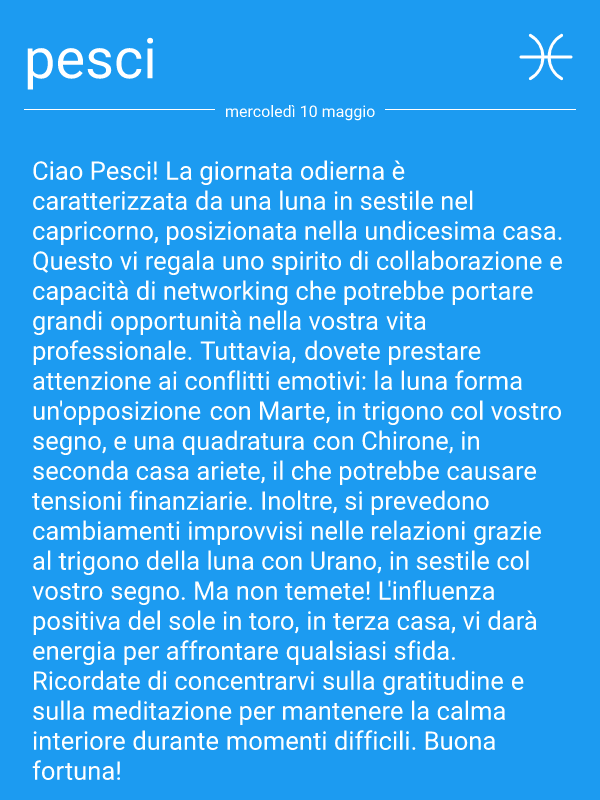 pesci
mercoledì 10 maggio
Ciao Pesci! La giornata odierna è
caratterizzata da una luna in sestile nel
capricorno, posizionata nella undicesima casa.
Questo vi regala uno spirito di collaborazione e
capacità di networking che potrebbe portare
grandi opportunità nella vostra vita
professionale. Tuttavia, dovete prestare
attenzione ai conflitti emotivi: la luna forma
un'opposizione con Marte, in trigono col vostro
segno, e una quadratura con Chirone, in
seconda casa ariete, il che potrebbe causare
tensioni finanziarie. Inoltre, si prevedono
cambiamenti improvvisi nelle relazioni grazie
al trigono della luna con Urano, in sestile col
vostro segno. Ma non temete! L'influenza
positiva del sole in toro, in terza casa, vi darà
energia per affrontare qualsiasi sfida.
Ricordate di concentrarvi sulla gratitudine e
sulla meditazione per mantenere la calma
interiore durante momenti difficili. Buona
fortuna!